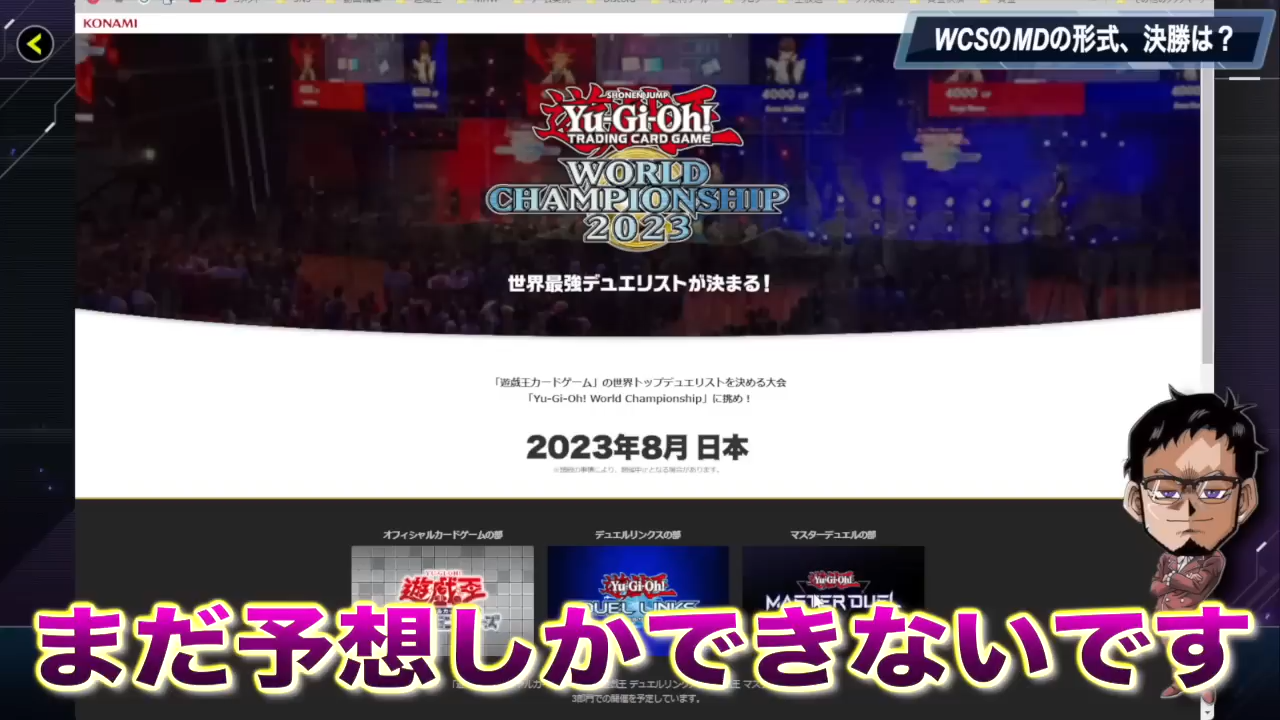 KONAMI
WCSのMDの形式、決勝は？
SHONEN JUMP
Yu-Gi-Oh!
TRADING CARD GAME
WORLD
CHAMPIONSHIP
2023
世界最強デュエリストが決まる！
「遊戯王カードゲーム」の世界トップデュエリストを決める大会
「Yu-Gi-Oh! World Championship」に挑め！
2023年8月 日本
オフィシャルカードゲームの部
デュエルリンクスの部
マスターデュエルの部
遊戯王
Yu-Gi-Oh!
DUEL LINKS
Yu-Gi-Oh!
MASTER DUEL
まだ予想しかできないです
3部門での開催を予定しています。